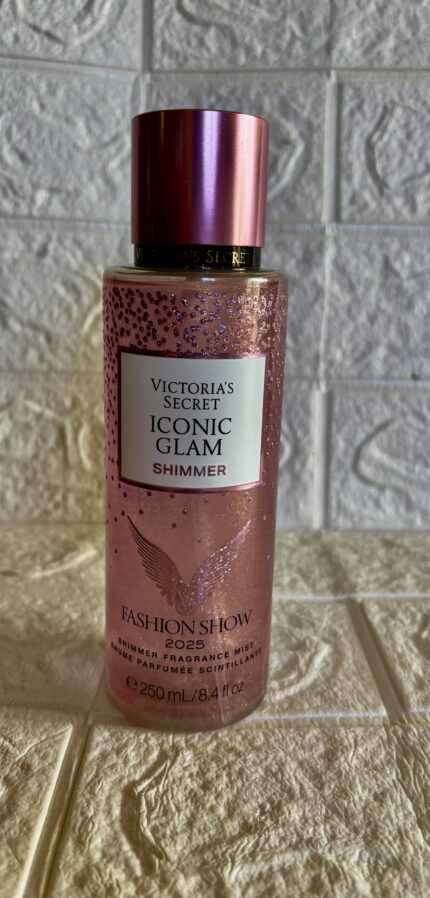 VICTORIA'S SECRET
VICTORIA'S
SECRET
ICONIC
GLAM
SHIMMER
FASHION SHOW
2025
SHIMMER FRAGRANCE MIST
BRUME PARFUMÉE SCINTILLANTE
℮ 250 mL/8.4 fl oz